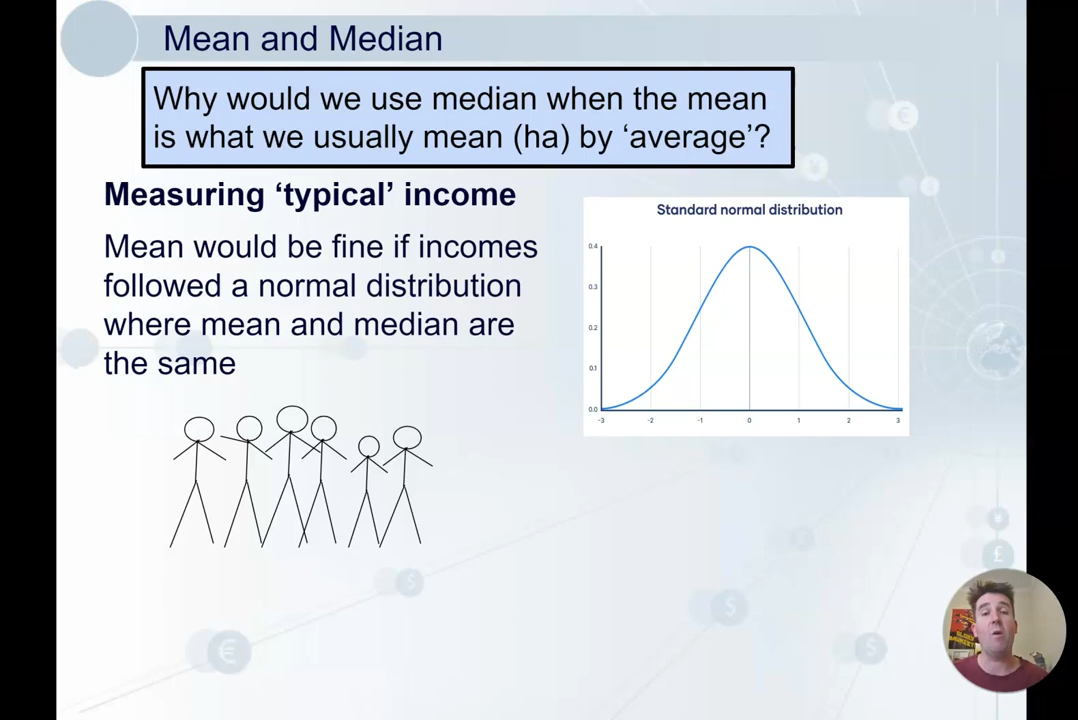 Mean and Median
Why would we use median when the mean
is what we usually mean (ha) by ‘average’?
Measuring ‘typical’ income
Mean would be fine if incomes
followed a normal distribution
where mean and median are
the same
Standard normal distribution
0.4
0.3
0.2
0.1
0.0
-3 -2 -1 0 1 2 3